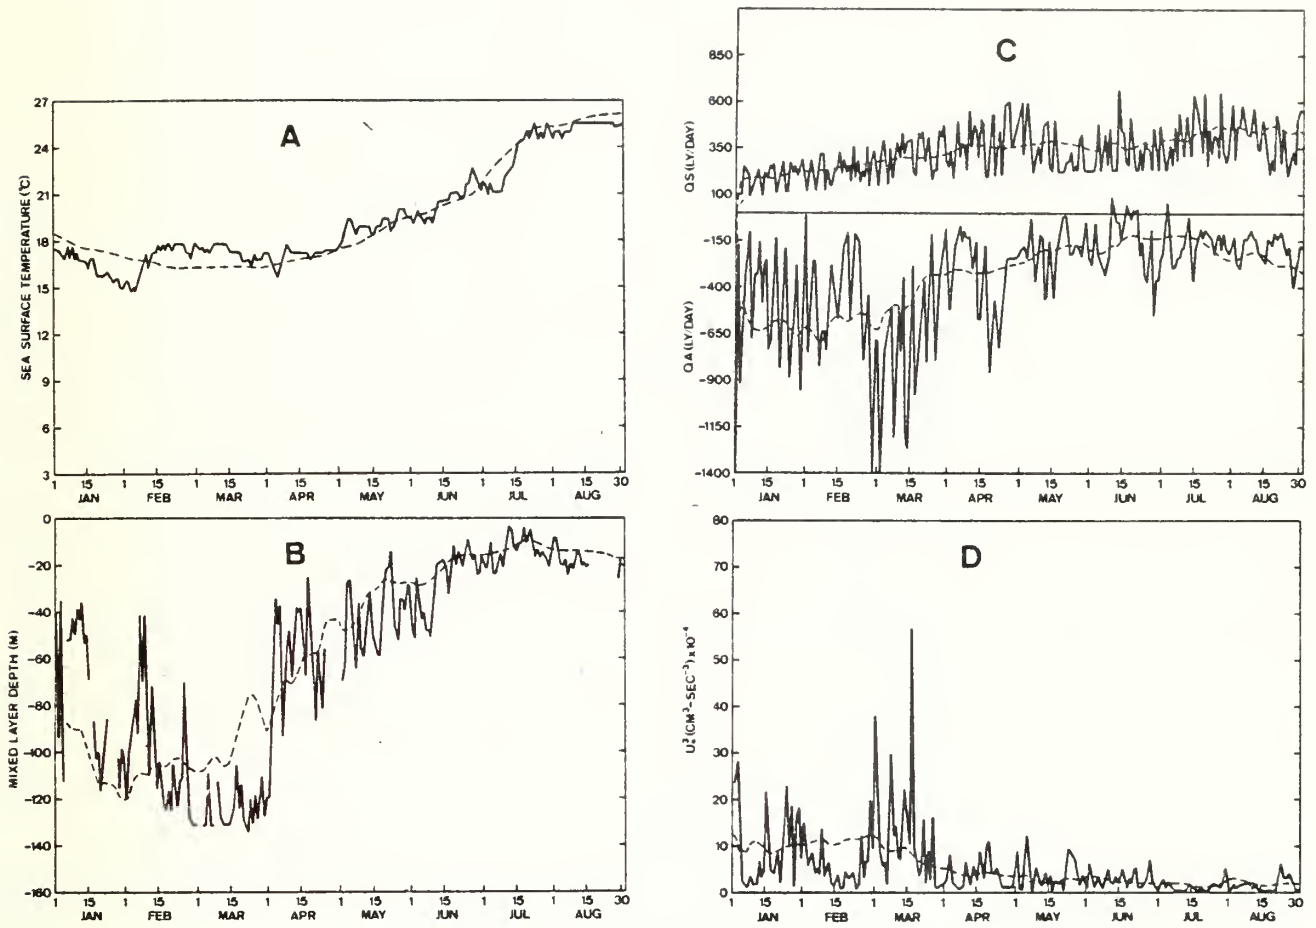 A
27
24
21
18
15
12
9
6
3
SEA SURFACE TEMPERATURE (°C)
1 15 1 15 1 15 1 15 1 15 1 15 1 15 15 30
JAN FEB MAR APR MAY JUN JUL AUG
B
0
-20
-40
-60
-80
-100
-120
-140
-160
MIXED LAYER DEPTH (M)
1 15 1 15 1 15 1 15 1 15 1 15 1 15 1 15 30
JAN FEB MAR APR MAY JUN JUL AUG
C
850
600
350
100
QS (LY/DAY)
-150
-400
-650
-900
-1150
-1400
QA (LY/DAY)
1 15 1 15 1 15 1 15 1 15 1 15 1 15 1 15 30
JAN FEB MAR APR MAY JUN JUL AUG
D
80
70
60
50
40
30
20
10
0
U*³ (CM³-SEC⁻³) x10⁻⁴
1 15 1 15 1 15 1 15 1 15 1 15 1 15 1 15 30
JAN FEB MAR APR MAY JUN JUL AUG